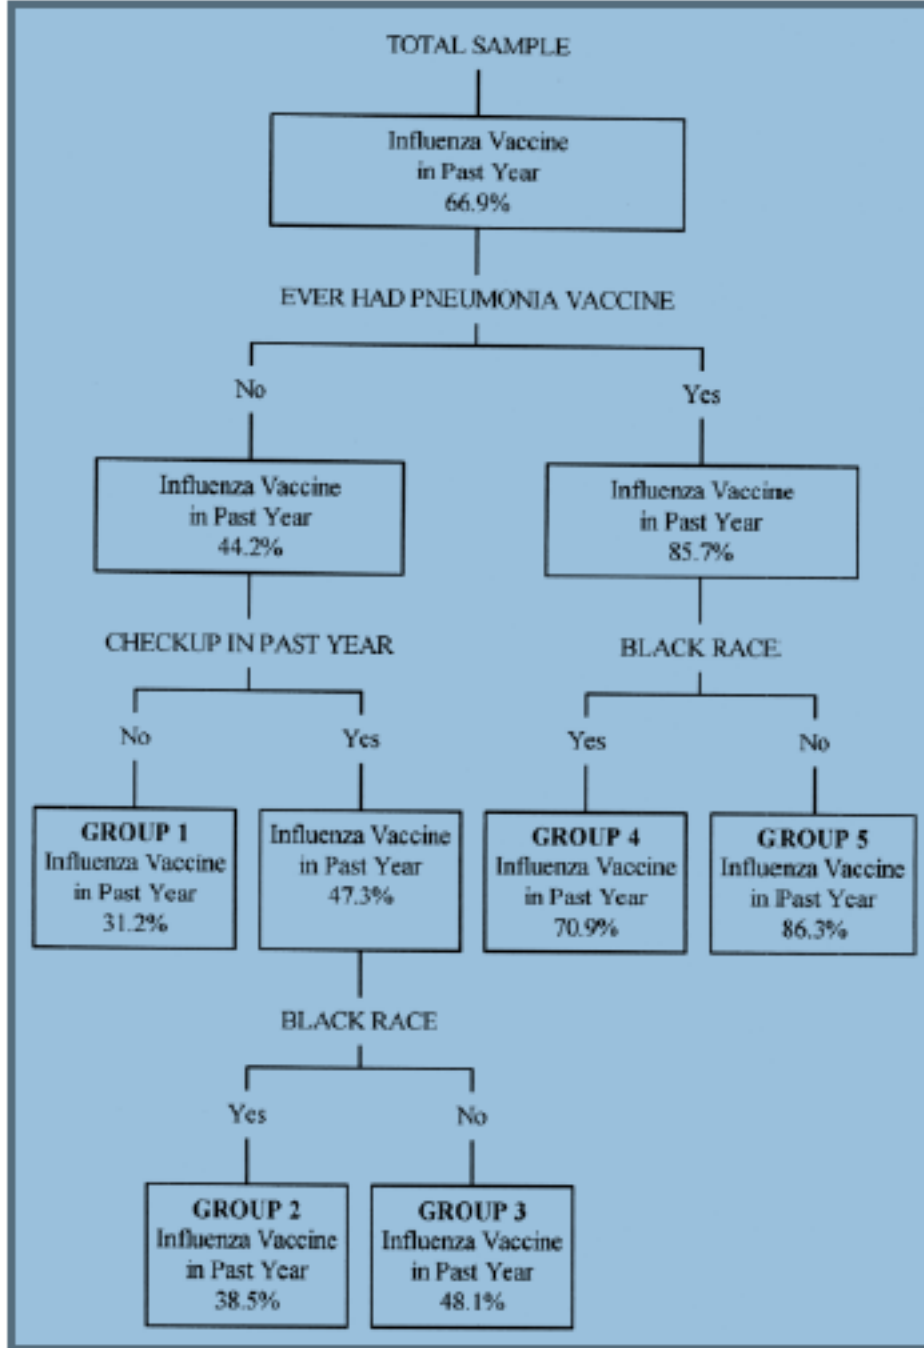 TOTAL SAMPLE
Influenza Vaccine
in Past Year
66.9%
EVER HAD PNEUMONIA VACCINE
No
Yes
Influenza Vaccine
in Past Year
44.2%
Influenza Vaccine
in Past Year
85.7%
CHECKUP IN PAST YEAR
BLACK RACE
No
Yes
Yes
No
GROUP 1
Influenza Vaccine
in Past Year
31.2%
Influenza Vaccine
in Past Year
47.3%
GROUP 4
Influenza Vaccine
in Past Year
70.9%
GROUP 5
Influenza Vaccine
in Past Year
86.3%
BLACK RACE
Yes
No
GROUP 2
Influenza Vaccine
in Past Year
38.5%
GROUP 3
Influenza Vaccine
in Past Year
48.1%